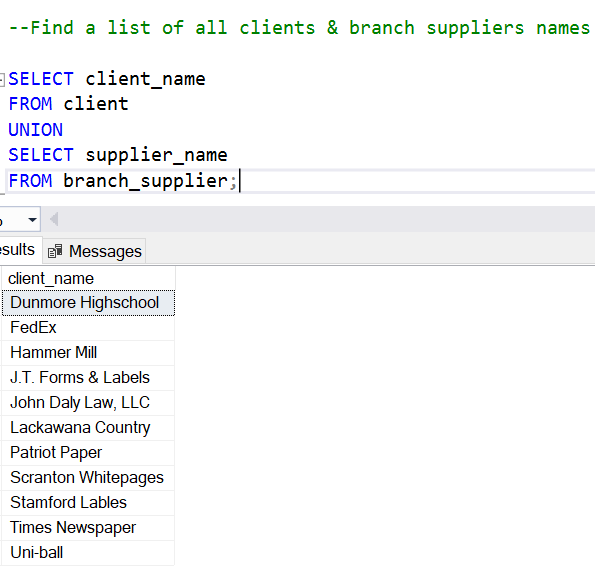 --Find a list of all clients & branch suppliers names
SELECT client_name
FROM client
UNION
SELECT supplier_name
FROM branch_supplier;
Messages
client_name
Dunmore Highschool
FedEx
Hammer Mill
J.T. Forms & Labels
John Daly Law, LLC
Lackawana Country
Patriot Paper
Scranton Whitepages
Stamford Lables
Times Newspaper
Uni-ball